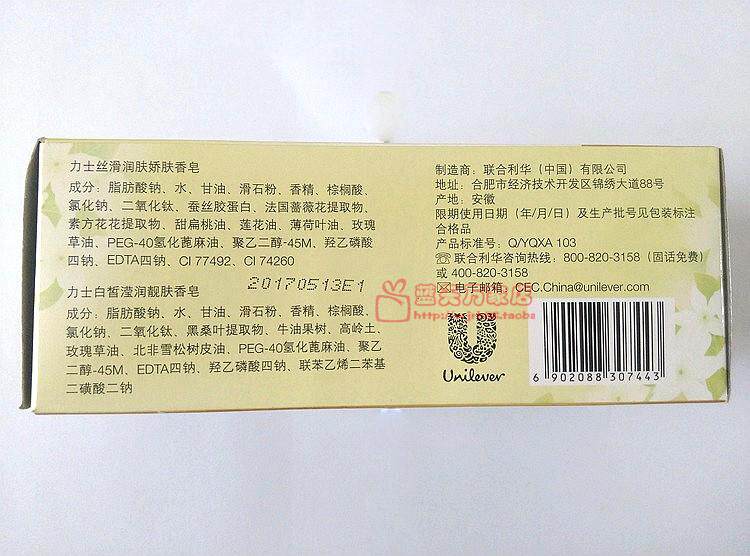 力士丝滑润肤娇肤香皂
成分：脂肪酸钠、水、甘油、滑石粉、香精、棕榈酸、
氯化钠、二氧化钛、蚕丝胶蛋白、法国蔷薇花提取物、
素方花花提取物、甜扁桃油、莲花油、薄荷叶油、玫瑰
草油、PEG-40氢化蓖麻油、聚乙二醇-45M、羟乙磷酸
四钠、EDTA四钠、CI 77492、CI 74260
20170513E1
力士白皙滢润靓肤香皂
成分：脂肪酸钠、水、甘油、滑石粉、香精、棕榈酸、
氯化钠、二氧化钛、黑桑叶提取物、牛油果树、高岭土、
玫瑰草油、北非雪松树皮油、PEG-40氢化蓖麻油、聚乙
二醇-45M、EDTA四钠、羟乙磷酸四钠、联苯乙烯二苯基
二磺酸二钠
制造商：联合利华（中国）有限公司
地址：合肥市经济技术开发区锦绣大道88号
产地：安徽
限期使用日期（年/月/日）及生产批号见包装标注
合格品
产品标准号：Q/YQXA 103
联合利华咨询热线：800-820-3158（固话免费）
或 400-820-3158
电子邮箱：CEC.China@unilever.com
Unilever
6 902088 307443